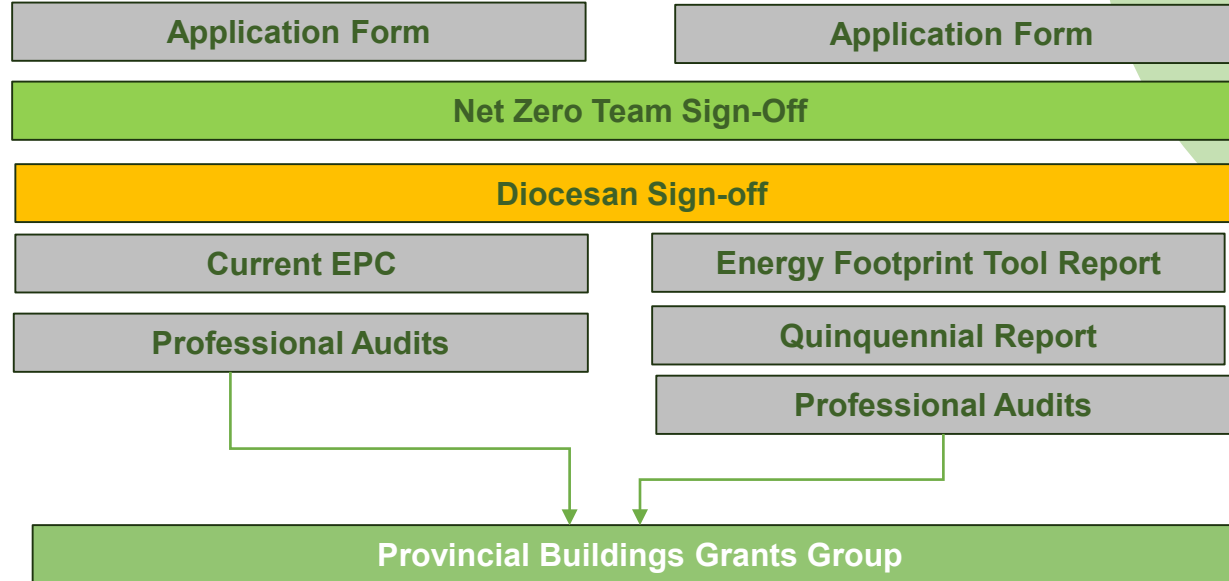 Application Form
Application Form
Net Zero Team Sign-Off
Diocesan Sign-off
Current EPC
Energy Footprint Tool Report
Professional Audits
Quinquennial Report
Professional Audits
Provincial Buildings Grants Group